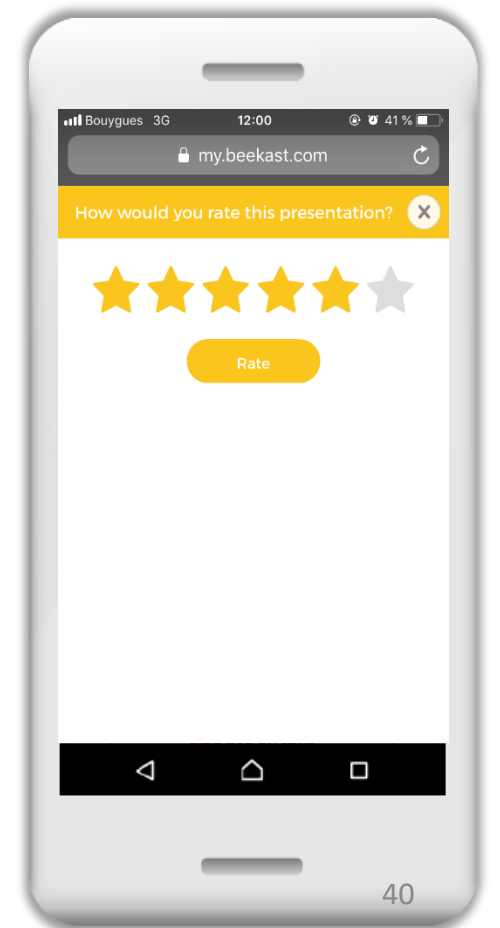 Bouygues 3G 12:00 41 %
my.beekast.com
How would you rate this presentation?
Rate
40